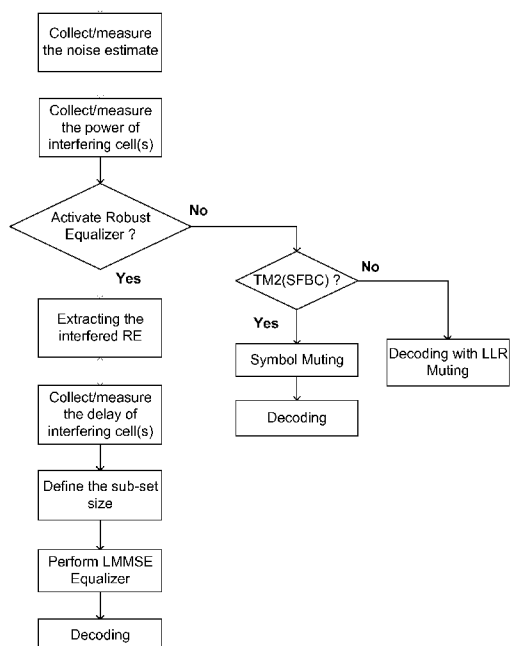 Collect/measure
the noise estimate
Collect/measure
the power of
interfering cell(s)
Activate Robust
Equalizer ?
No
Yes
TM2(SFBC) ?
No
Yes
Extracting the
interfered RE
Symbol Muting
Decoding with LLR
Muting
Decoding
Collect/measure
the delay of
interfering cell(s)
Define the sub-set
size
Perform LMMSE
Equalizer
Decoding